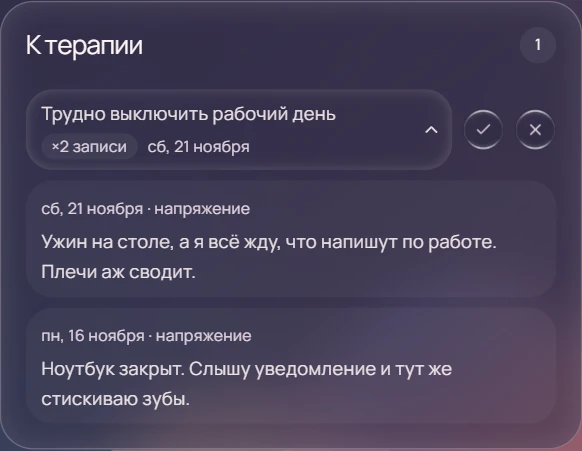 К терапии
1
Трудно выключить рабочий день
×2 записи сб, 21 ноября
сб, 21 ноября · напряжение
Ужин на столе, а я всё жду, что напишут по работе.
Плечи аж сводит.
пн, 16 ноября · напряжение
Ноутбук закрыт. Слышу уведомление и тут же
стискиваю зубы.